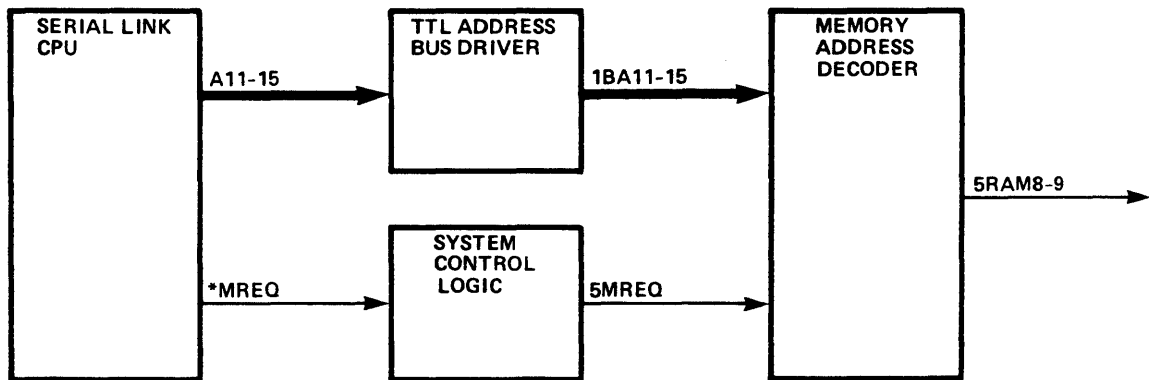 SERIAL LINK
CPU
A11-15
*MREQ
TTL ADDRESS
BUS DRIVER
1BA11-15
SYSTEM
CONTROL
LOGIC
5MREQ
MEMORY
ADDRESS
DECODER
5RAM8-9